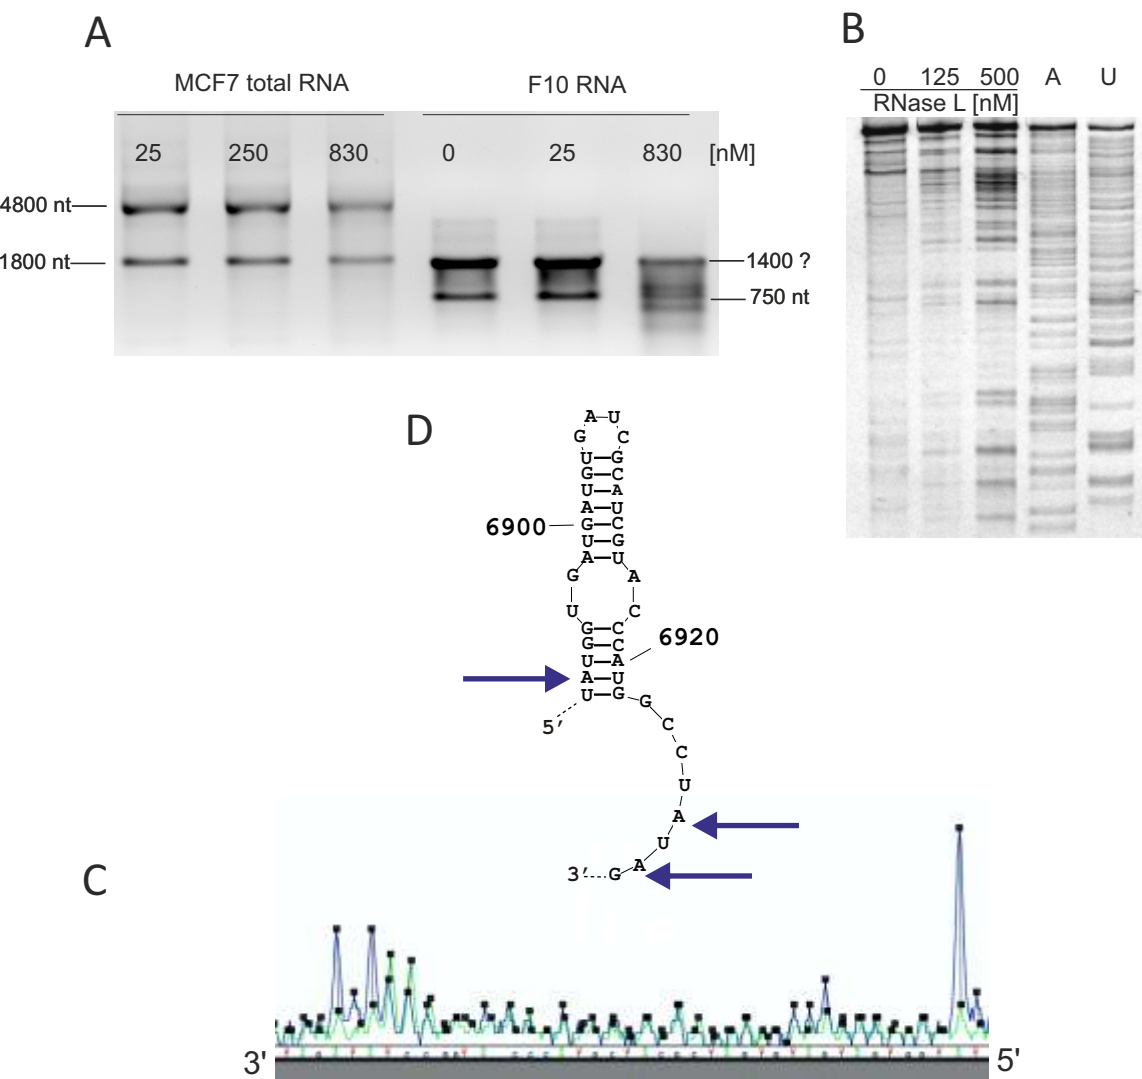 A
B
MCF7 total RNA
F10 RNA
0 125 500 A U
RNase L [nM]
25 250 830 0 25 830 [nM]
4800 nt
1800 nt
1400 ?
750 nt
D
A U
G C
U G
G C
U A
A U
6900 G C
U G
A U
G A
U C
G C
G C
U A 6920
A U
U G G
5′ C
C
U
A
U
3′ G A
C
3' 5'